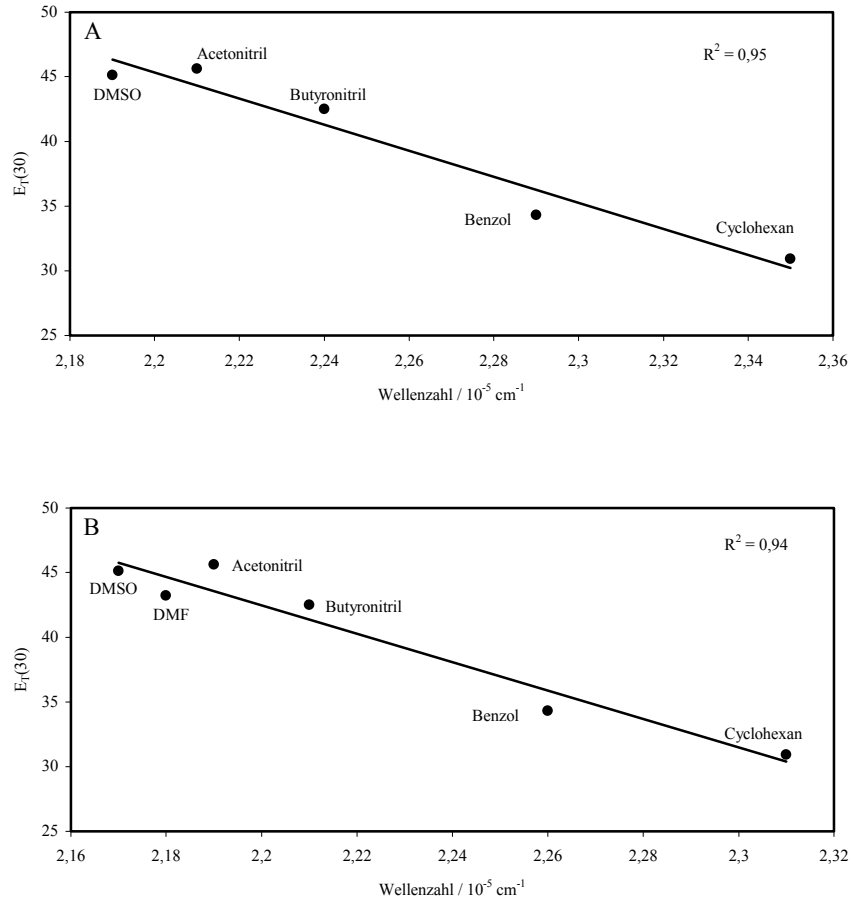 50
A
Acetonitril
R² = 0,95
45
DMSO
Butyronitril
40
E_T(30)
35
Benzol
Cyclohexan
30
25
2,18 2,2 2,22 2,24 2,26 2,28 2,3 2,32 2,34 2,36
Wellenzahl / 10⁻⁵ cm⁻¹
50
B
R² = 0,94
45
Acetonitril
DMSO
DMF
Butyronitril
40
E_T(30)
35
Benzol
Cyclohexan
30
25
2,16 2,18 2,2 2,22 2,24 2,26 2,28 2,3 2,32
Wellenzahl / 10⁻⁵ cm⁻¹